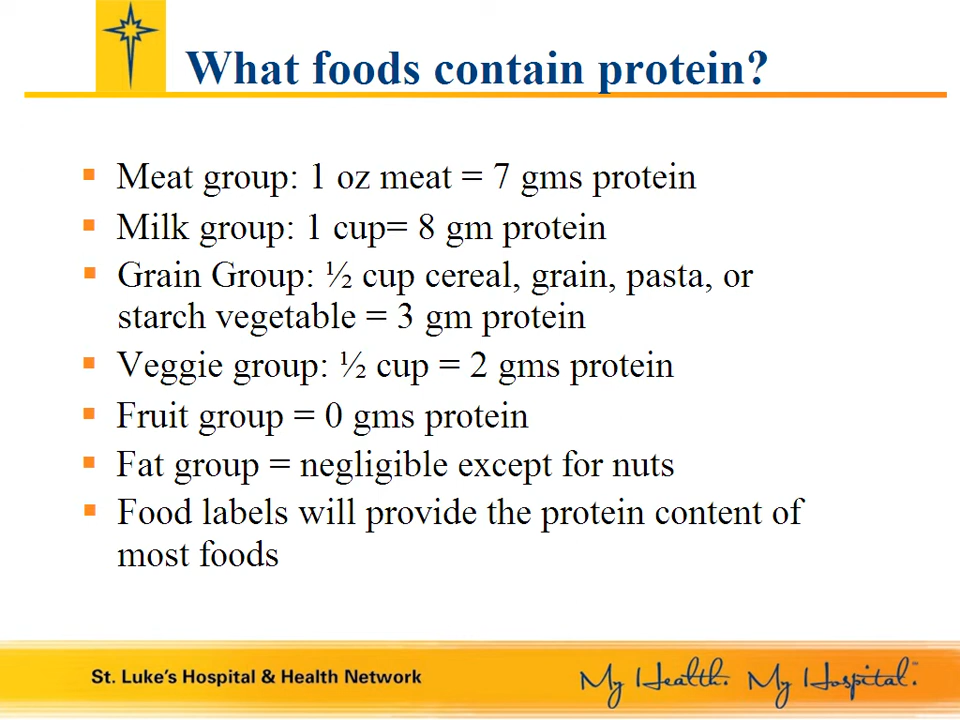 What foods contain protein?
Meat group: 1 oz meat = 7 gms protein
Milk group: 1 cup= 8 gm protein
Grain Group: ½ cup cereal, grain, pasta, or
starch vegetable = 3 gm protein
Veggie group: ½ cup = 2 gms protein
Fruit group = 0 gms protein
Fat group = negligible except for nuts
Food labels will provide the protein content of
most foods
St. Luke's Hospital & Health Network
My Health. My Hospital.℠